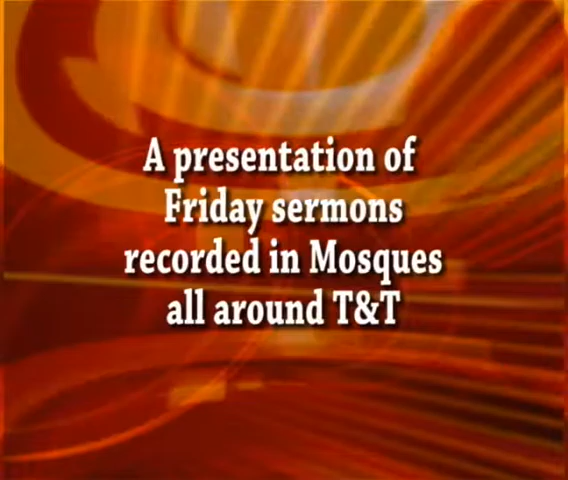 A presentation of
Friday sermons
recorded in Mosques
all around T&T